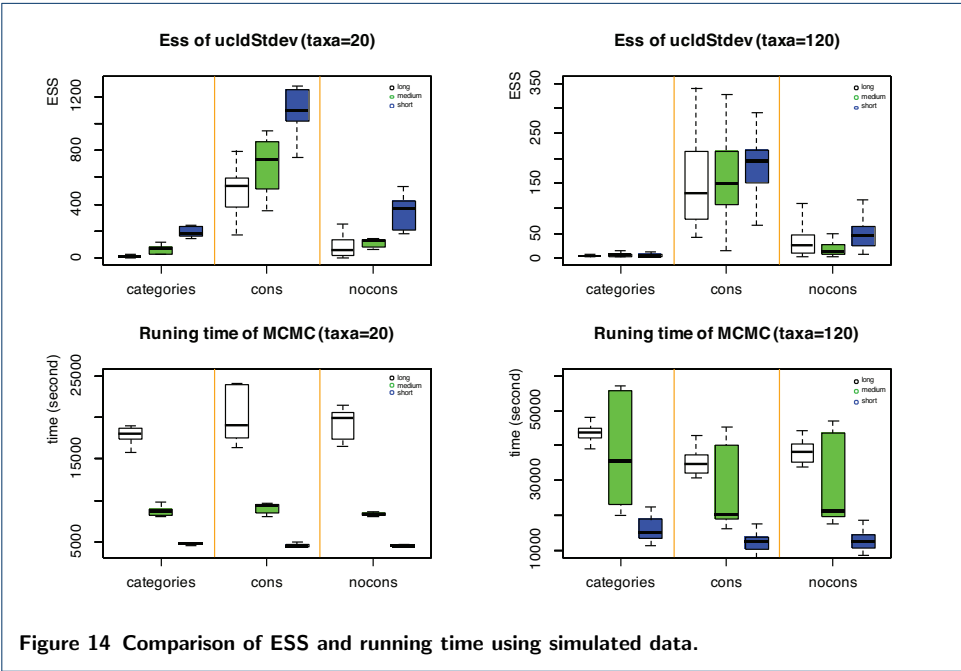 Ess of ucldStdev (taxa=20)
ESS
0
400
800
1200
long
medium
short
categories
cons
nocons
Ess of ucldStdev (taxa=120)
ESS
0
50
150
250
350
long
medium
short
categories
cons
nocons
Runing time of MCMC (taxa=20)
time (second)
5000
15000
25000
long
medium
short
categories
cons
nocons
Runing time of MCMC (taxa=120)
time (second)
10000
30000
50000
long
medium
short
categories
cons
nocons
Figure 14 Comparison of ESS and running time using simulated data.